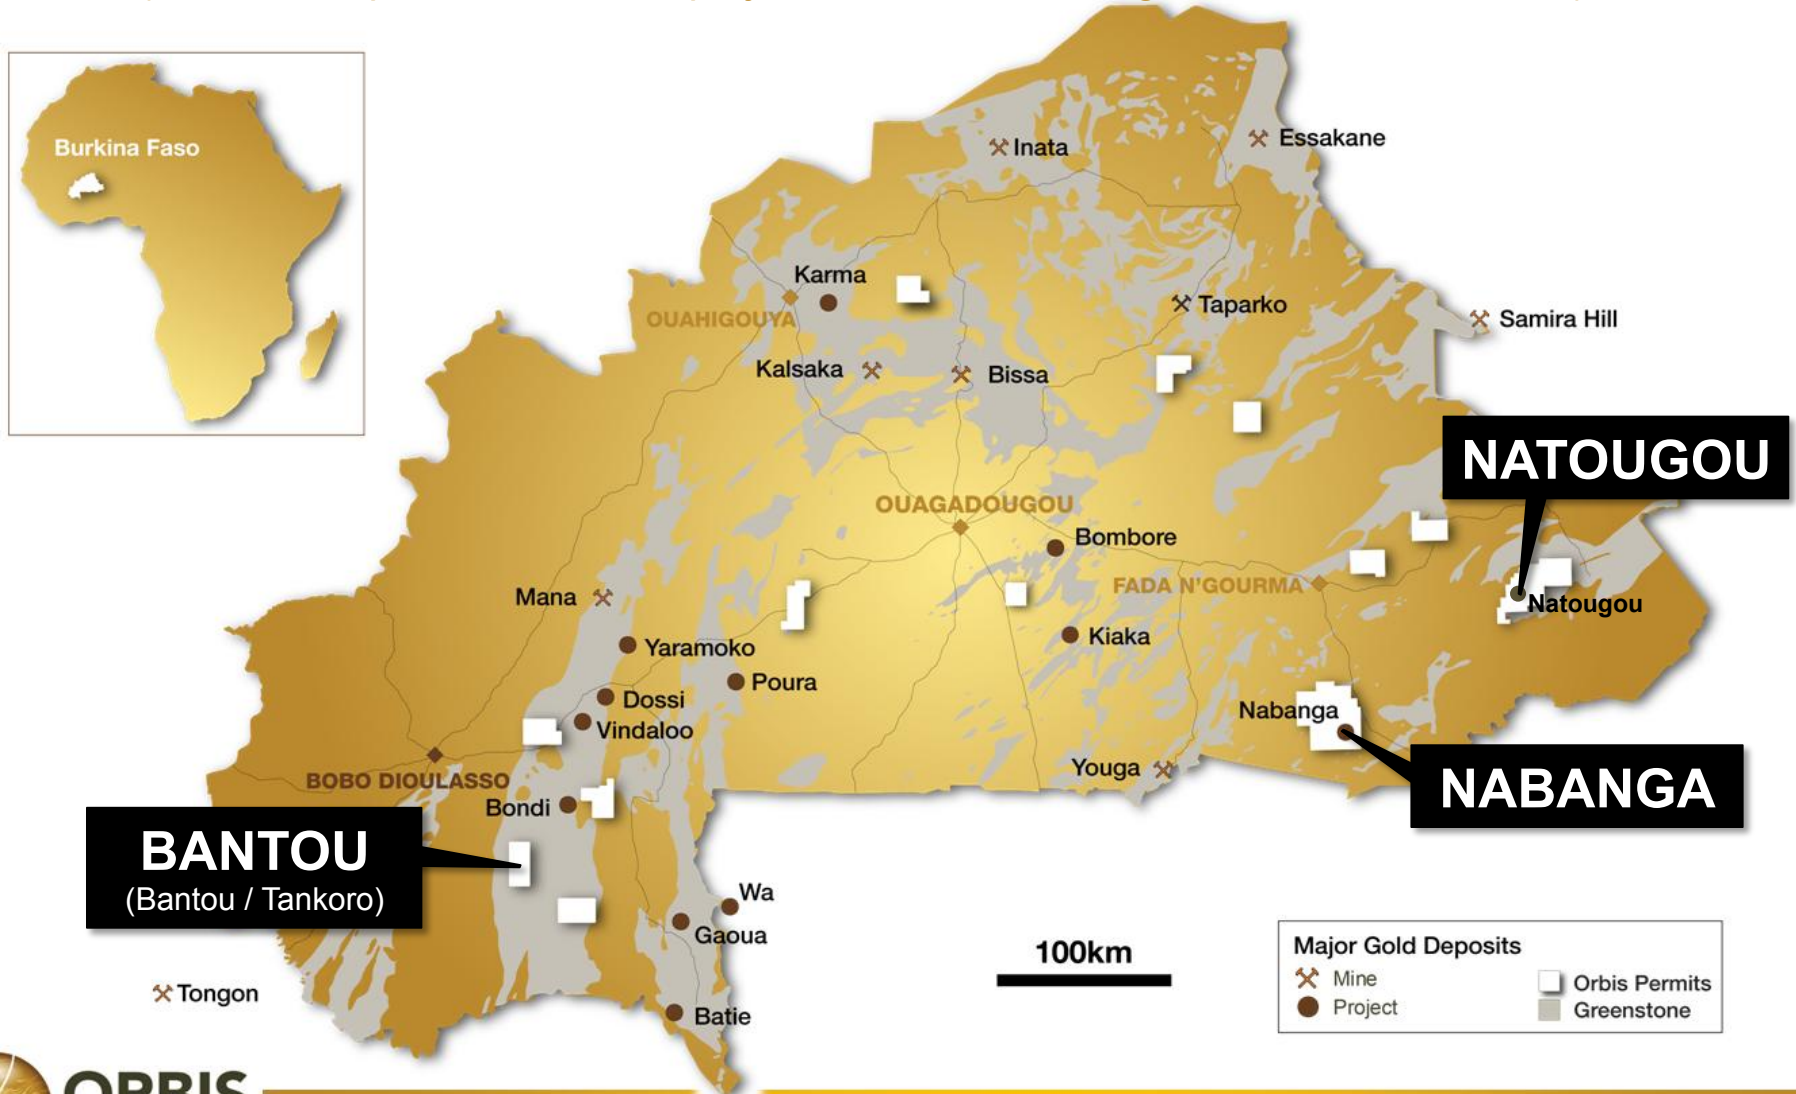 Burkina Faso
Inata
Essakane
Karma
OUAHIGOUYA
Taparko
Samira Hill
Kalsaka
Bissa
NATOUGOU
OUAGADOUGOU
Bombore
FADA N'GOURMA
Mana
Natougou
Kiaka
Yaramoko
Poura
Dossi
Vindaloo
Nabanga
BOBO DIOULASSO
Youga
NABANGA
Bondi
BANTOU
(Bantou / Tankoro)
Wa
Gaoua
Tongon
Batie
100km
Major Gold Deposits
Mine
Project
Orbis Permits
Greenstone
ORBIS